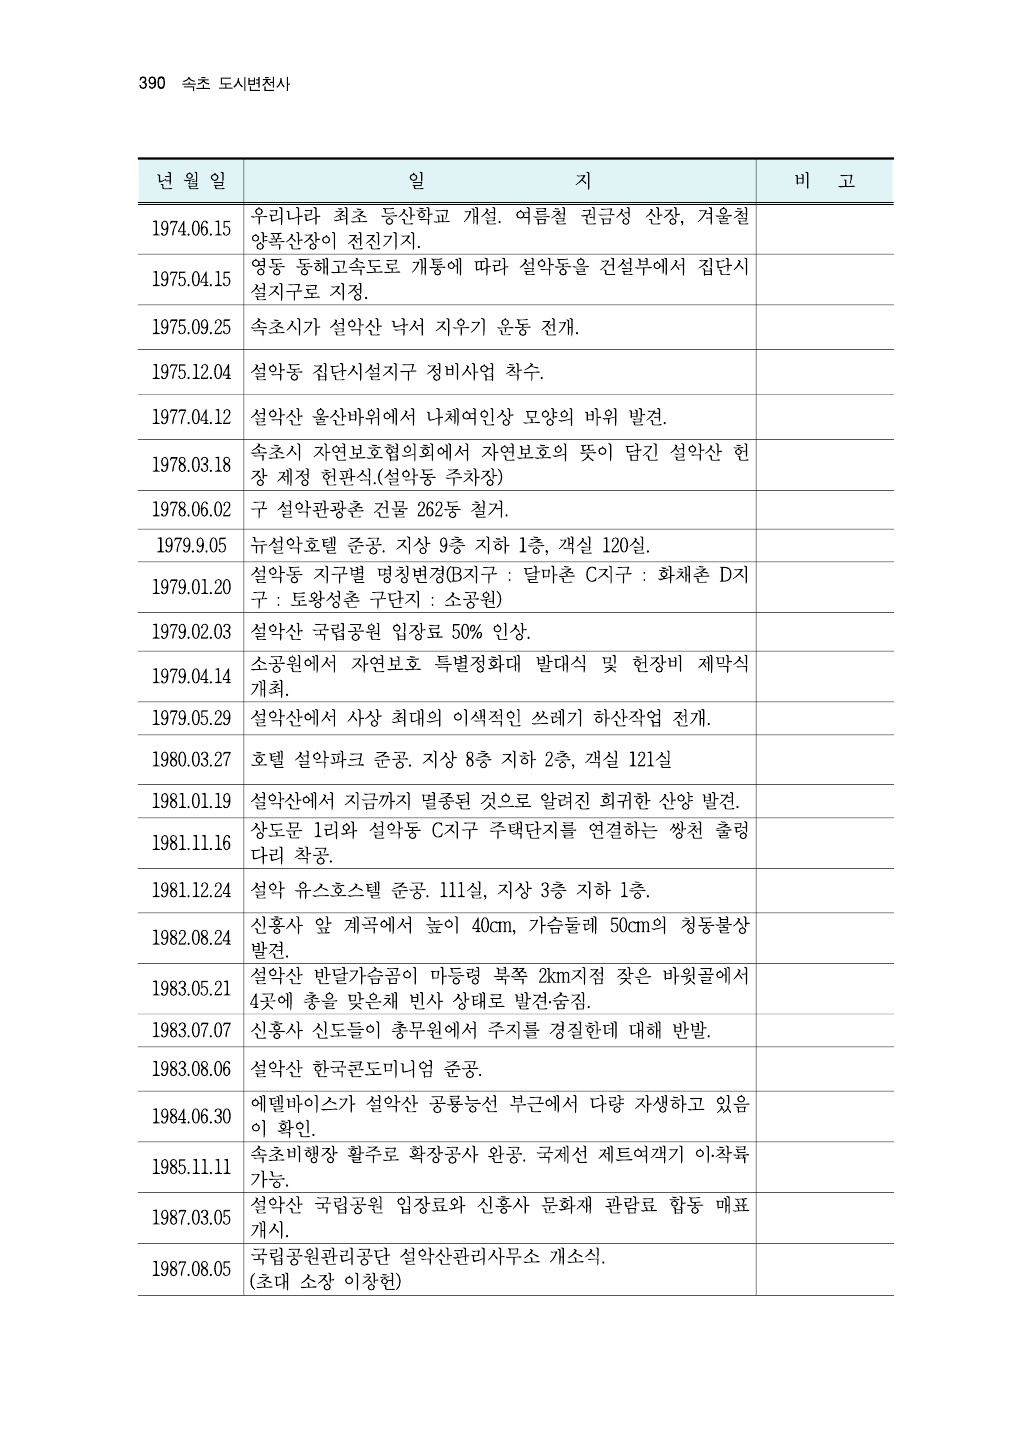 390 속초 도시변천사
년 월 일 일 지 비 고
1974.06.15 우리나라 최초 등산학교 개설. 여름철 권금성 산장, 겨울철
양폭산장이 전진기지.
1975.04.15 영동 동해고속도로 개통에 따라 설악동을 건설부에서 집단시
설지구로 지정.
1975.09.25 속초시가 설악산 낙서 지우기 운동 전개.
1975.12.04 설악동 집단시설지구 정비사업 착수.
1977.04.12 설악산 울산바위에서 나체여인상 모양의 바위 발견.
1978.03.18 속초시 자연보호협의회에서 자연보호의 뜻이 담긴 설악산 헌
장 제정 헌판식.(설악동 주차장)
1978.06.02 구 설악관광촌 건물 262동 철거.
1979.9.05 뉴설악호텔 준공. 지상 9층 지하 1층, 객실 120실.
1979.01.20 설악동 지구별 명칭변경(B지구 : 달마촌 C지구 : 화채촌 D지
구 : 토왕성촌 구단지 : 소공원)
1979.02.03 설악산 국립공원 입장료 50% 인상.
1979.04.14 소공원에서 자연보호 특별정화대 발대식 및 헌장비 제막식
개최.
1979.05.29 설악산에서 사상 최대의 이색적인 쓰레기 하산작업 전개.
1980.03.27 호텔 설악파크 준공. 지상 8층 지하 2층, 객실 121실
1981.01.19 설악산에서 지금까지 멸종된 것으로 알려진 희귀한 산양 발견.
1981.11.16 상도문 1리와 설악동 C지구 주택단지를 연결하는 쌍천 출렁
다리 착공.
1981.12.24 설악 유스호스텔 준공. 111실, 지상 3층 지하 1층.
1982.08.24 신흥사 앞 계곡에서 높이 40cm, 가슴둘레 50cm의 청동불상
발견.
1983.05.21 설악산 반달가슴곰이 마등령 북쪽 2km지점 잦은 바윗골에서
4곳에 총을 맞은채 빈사 상태로 발견·숨짐.
1983.07.07 신흥사 신도들이 총무원에서 주지를 경질한데 대해 반발.
1983.08.06 설악산 한국콘도미니엄 준공.
1984.06.30 에델바이스가 설악산 공룡능선 부근에서 다량 자생하고 있음
이 확인.
1985.11.11 속초비행장 활주로 확장공사 완공. 국제선 제트여객기 이·착륙
가능.
1987.03.05 설악산 국립공원 입장료와 신흥사 문화재 관람료 합동 매표
개시.
1987.08.05 국립공원관리공단 설악산관리사무소 개소식.
(초대 소장 이창헌)